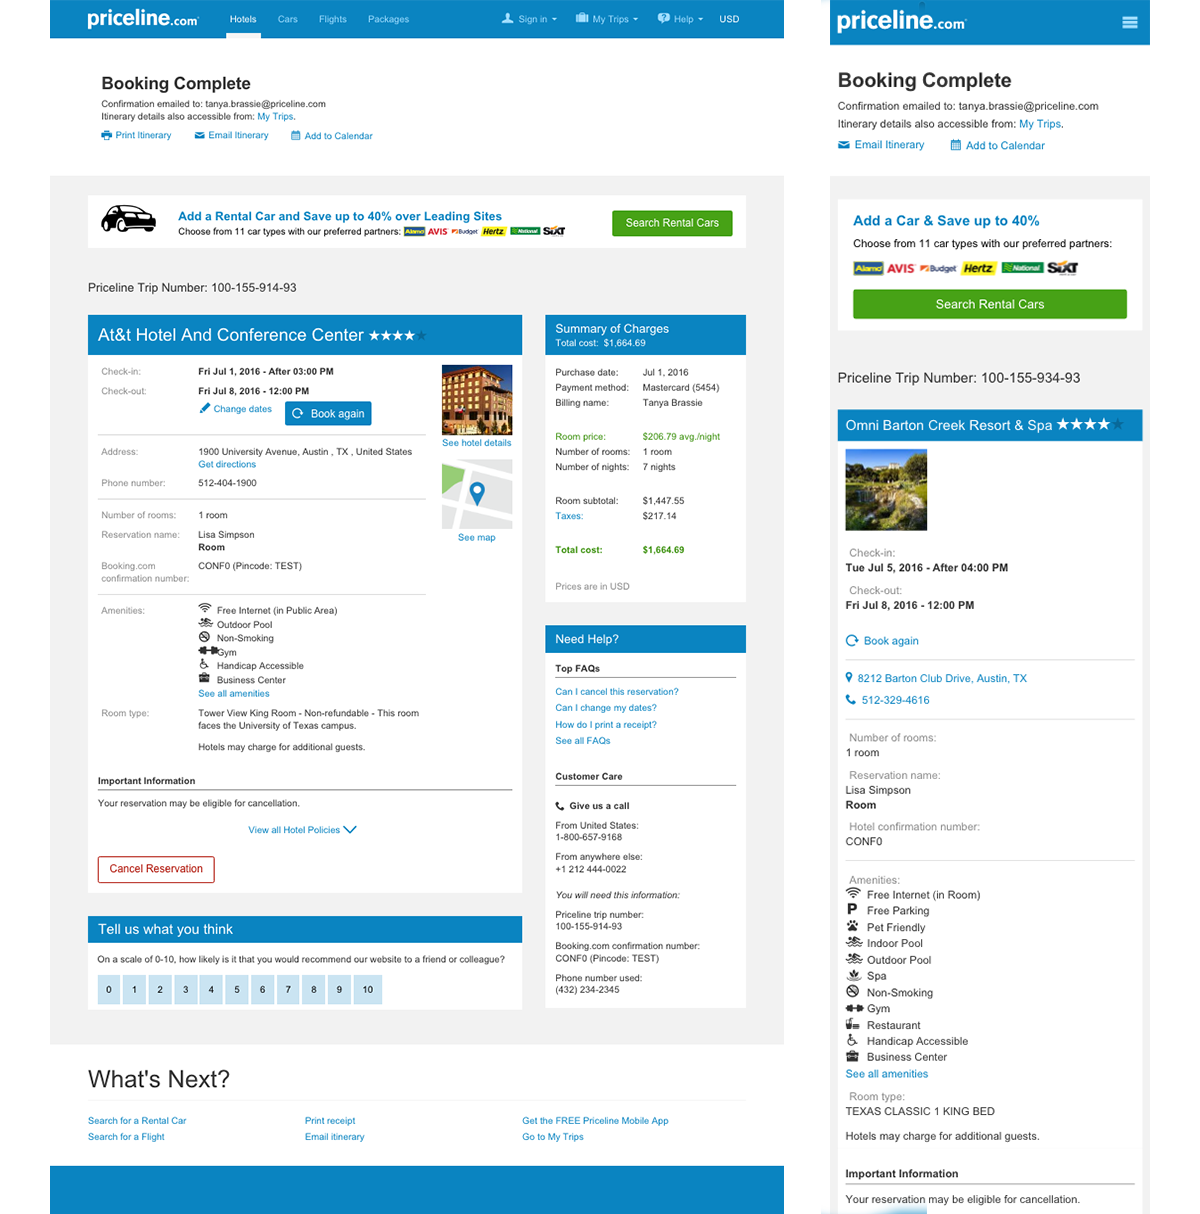 priceline.com
Hotels
Cars
Flights
Packages
Sign in
My Trips
Help
USD
Booking Complete
Confirmation emailed to: tanya.brassie@priceline.com
Itinerary details also accessible from: My Trips.
Print Itinerary
Email Itinerary
Add to Calendar
Add a Rental Car and Save up to 40% over Leading Sites
Choose from 11 car types with our preferred partners: Alamo AVIS Budget Hertz National SIXT
Search Rental Cars
Priceline Trip Number: 100-155-914-93
At&t Hotel And Conference Center
Check-in: Fri Jul 1, 2016 - After 03:00 PM
Check-out: Fri Jul 8, 2016 - 12:00 PM
Change dates
Book again
See hotel details
Address: 1900 University Avenue, Austin , TX , United States
Get directions
Phone number: 512-404-1900
See map
Number of rooms: 1 room
Reservation name: Lisa Simpson
Room
Booking.com CONF0 (Pincode: TEST)
confirmation number:
Amenities: Free Internet (in Public Area)
Outdoor Pool
Non-Smoking
Gym
Handicap Accessible
Business Center
See all amenities
Room type: Tower View King Room - Non-refundable - This room
faces the University of Texas campus.
Hotels may charge for additional guests.
Important Information
Your reservation may be eligible for cancellation.
View all Hotel Policies
Cancel Reservation
Tell us what you think
On a scale of 0-10, how likely is it that you would recommend our website to a friend or colleague?
0 1 2 3 4 5 6 7 8 9 10
Summary of Charges
Total cost: $1,664.69
Purchase date: Jul 1, 2016
Payment method: Mastercard (5454)
Billing name: Tanya Brassie
Room price: $206.79 avg./night
Number of rooms: 1 room
Number of nights: 7 nights
Room subtotal: $1,447.55
Taxes: $217.14
Total cost: $1,664.69
Prices are in USD
Need Help?
Top FAQs
Can I cancel this reservation?
Can I change my dates?
How do I print a receipt?
See all FAQs
Customer Care
Give us a call
From United States:
1-800-657-9168
From anywhere else:
+1 212 444-0022
You will need this information:
Priceline trip number:
100-155-914-93
Booking.com confirmation number:
CONF0 (Pincode: TEST)
Phone number used:
(432) 234-2345
What's Next?
Search for a Rental Car
Search for a Flight
Print receipt
Email itinerary
Get the FREE Priceline Mobile App
Go to My Trips
priceline.com
Booking Complete
Confirmation emailed to: tanya.brassie@priceline.com
Itinerary details also accessible from: My Trips.
Email Itinerary
Add to Calendar
Add a Car & Save up to 40%
Choose from 11 car types with our preferred partners:
Alamo AVIS Budget Hertz National SIXT
Search Rental Cars
Priceline Trip Number: 100-155-934-93
Omni Barton Creek Resort & Spa
Check-in:
Tue Jul 5, 2016 - After 04:00 PM
Check-out:
Fri Jul 8, 2016 - 12:00 PM
Book again
8212 Barton Club Drive, Austin, TX
512-329-4616
Number of rooms:
1 room
Reservation name:
Lisa Simpson
Room
Hotel confirmation number:
CONF0
Amenities:
Free Internet (in Room)
P Free Parking
Pet Friendly
Indoor Pool
Outdoor Pool
Spa
Non-Smoking
Gym
Restaurant
Handicap Accessible
Business Center
See all amenities
Room type:
TEXAS CLASSIC 1 KING BED
Hotels may charge for additional guests.
Important Information
Your reservation may be eligible for cancellation.